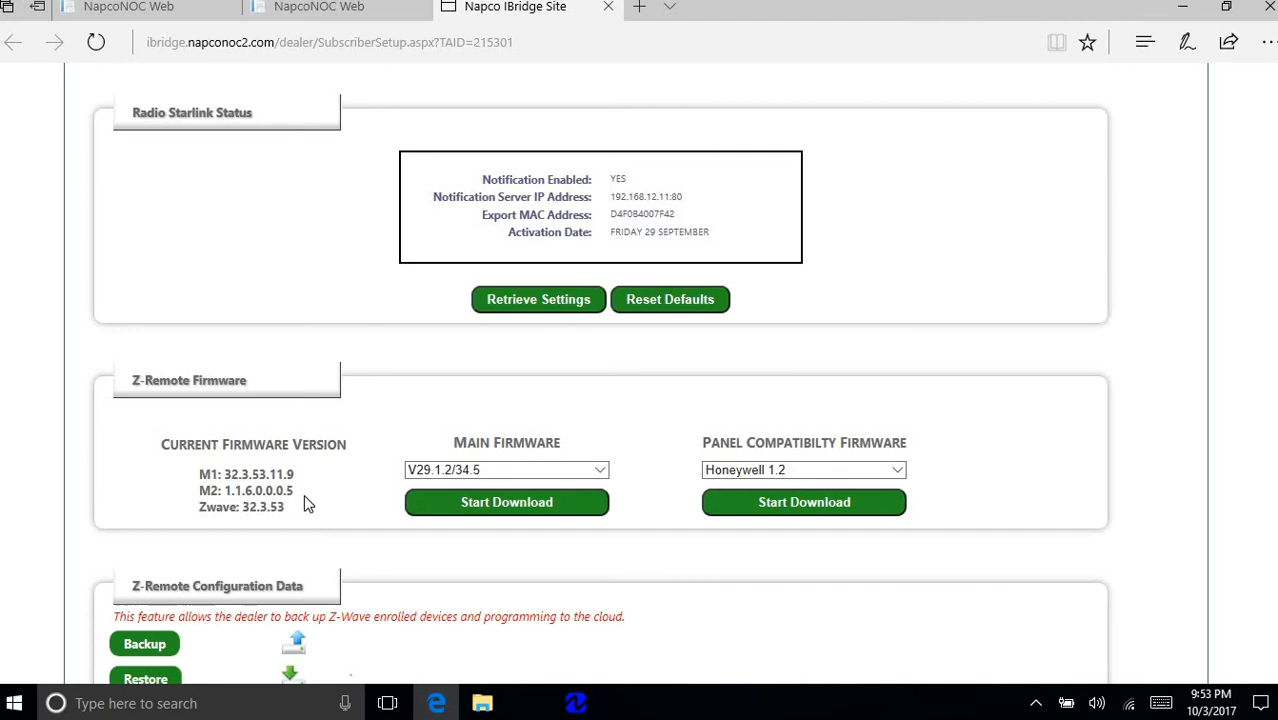 NapcoNOC Web
NapcoNOC Web
Napco IBridge Site
ibridge.napconoc2.com/dealer/SubscriberSetup.aspx?TAID=215301
Radio Starlink Status
Notification Enabled: YES
Notification Server IP Address: 192.168.12.11:80
Export MAC Address: D4F0B4007F42
Activation Date: FRIDAY 29 SEPTEMBER
Retrieve Settings Reset Defaults
Z-Remote Firmware
CURRENT FIRMWARE VERSION
MAIN FIRMWARE
PANEL COMPATIBILTY FIRMWARE
M1: 32.3.53.11.9
M2: 1.1.6.0.0.0.5
Zwave: 32.3.53
V29.1.2/34.5
Honeywell 1.2
Start Download
Start Download
Z-Remote Configuration Data
This feature allows the dealer to back up Z-Wave enrolled devices and programming to the cloud.
Backup
Restore
Type here to search
9:53 PM
10/3/2017